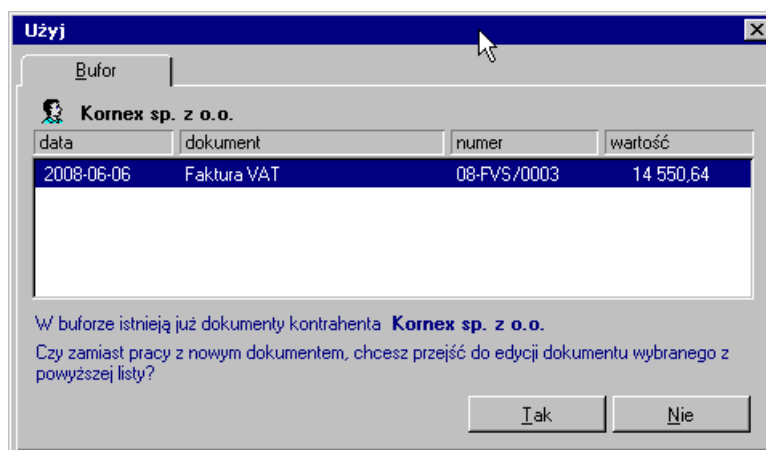 Użyj
Bufor
Kornex sp. z o.o.
data dokument numer wartość
2008-06-06 Faktura VAT 08-FVS/0003 14 550,64
W buforze istnieją już dokumenty kontrahenta Kornex sp. z o.o.
Czy zamiast pracy z nowym dokumentem, chcesz przejść do edycji dokumentu wybranego z
powyższej listy?
Tak Nie